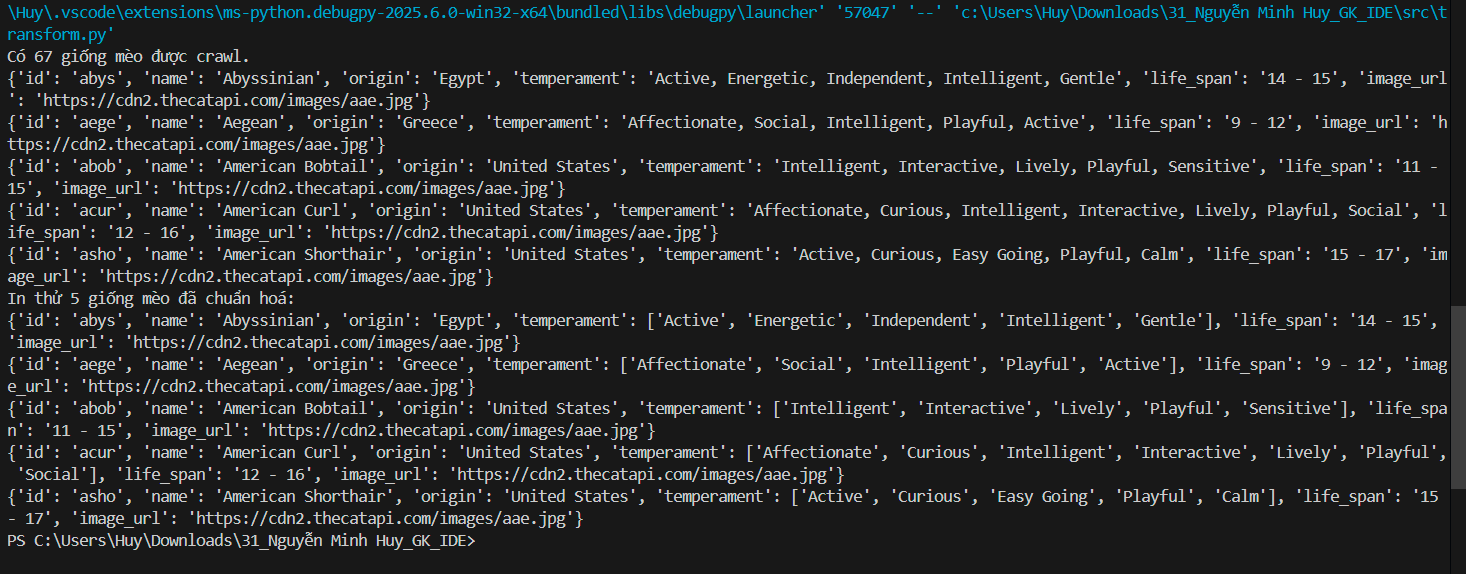 \Huy\.vscode\extensions\ms-python.debugpy-2025.6.0-win32-x64\bundled\libs\debugpy\launcher' '57047' '--' 'c:\Users\Huy\Downloads\31_Nguyễn Minh Huy_GK_IDE\src\t
ransform.py'
Có 67 giống mèo được crawl.
{'id': 'abys', 'name': 'Abyssinian', 'origin': 'Egypt', 'temperament': 'Active, Energetic, Independent, Intelligent, Gentle', 'life_span': '14 - 15', 'image_url
': 'https://cdn2.thecatapi.com/images/aae.jpg'}
{'id': 'aege', 'name': 'Aegean', 'origin': 'Greece', 'temperament': 'Affectionate, Social, Intelligent, Playful, Active', 'life_span': '9 - 12', 'image_url': 'h
ttps://cdn2.thecatapi.com/images/aae.jpg'}
{'id': 'abob', 'name': 'American Bobtail', 'origin': 'United States', 'temperament': 'Intelligent, Interactive, Lively, Playful, Sensitive', 'life_span': '11 -
15', 'image_url': 'https://cdn2.thecatapi.com/images/aae.jpg'}
{'id': 'acur', 'name': 'American Curl', 'origin': 'United States', 'temperament': 'Affectionate, Curious, Intelligent, Interactive, Lively, Playful, Social', 'l
ife_span': '12 - 16', 'image_url': 'https://cdn2.thecatapi.com/images/aae.jpg'}
{'id': 'asho', 'name': 'American Shorthair', 'origin': 'United States', 'temperament': 'Active, Curious, Easy Going, Playful, Calm', 'life_span': '15 - 17', 'im
age_url': 'https://cdn2.thecatapi.com/images/aae.jpg'}
In thử 5 giống mèo đã chuẩn hoá:
{'id': 'abys', 'name': 'Abyssinian', 'origin': 'Egypt', 'temperament': ['Active', 'Energetic', 'Independent', 'Intelligent', 'Gentle'], 'life_span': '14 - 15',
'image_url': 'https://cdn2.thecatapi.com/images/aae.jpg'}
{'id': 'aege', 'name': 'Aegean', 'origin': 'Greece', 'temperament': ['Affectionate', 'Social', 'Intelligent', 'Playful', 'Active'], 'life_span': '9 - 12', 'imag
e_url': 'https://cdn2.thecatapi.com/images/aae.jpg'}
{'id': 'abob', 'name': 'American Bobtail', 'origin': 'United States', 'temperament': ['Intelligent', 'Interactive', 'Lively', 'Playful', 'Sensitive'], 'life_spa
n': '11 - 15', 'image_url': 'https://cdn2.thecatapi.com/images/aae.jpg'}
{'id': 'acur', 'name': 'American Curl', 'origin': 'United States', 'temperament': ['Affectionate', 'Curious', 'Intelligent', 'Interactive', 'Lively', 'Playful',
'Social'], 'life_span': '12 - 16', 'image_url': 'https://cdn2.thecatapi.com/images/aae.jpg'}
{'id': 'asho', 'name': 'American Shorthair', 'origin': 'United States', 'temperament': ['Active', 'Curious', 'Easy Going', 'Playful', 'Calm'], 'life_span': '15
- 17', 'image_url': 'https://cdn2.thecatapi.com/images/aae.jpg'}
PS C:\Users\Huy\Downloads\31_Nguyễn Minh Huy_GK_IDE>